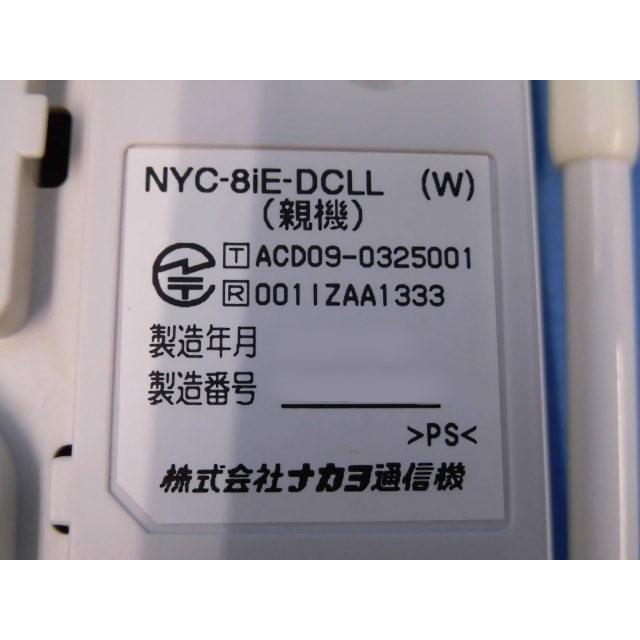 NYC-8iE-DCLL (W)
(親機)
T ACD09-0325001
R 001IZAA1333
製造年月
製造番号
>PS<
株式会社ナカヨ通信機